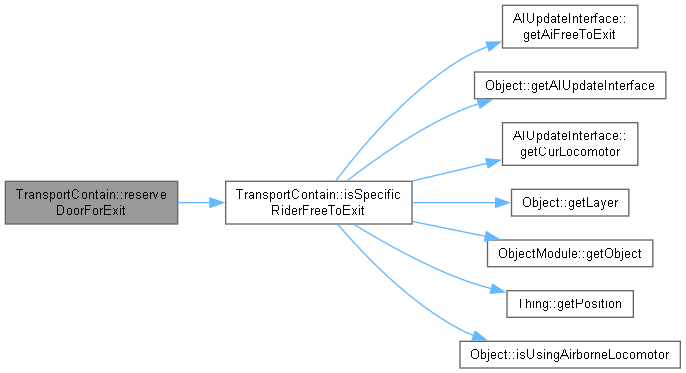 TransportContain::reserve
DoorForExit
TransportContain::isSpecific
RiderFreeToExit
AIUpdateInterface::
getAiFreeToExit
Object::getAIUpdateInterface
AIUpdateInterface::
getCurLocomotor
Object::getLayer
ObjectModule::getObject
Thing::getPosition
Object::isUsingAirborneLocomotor